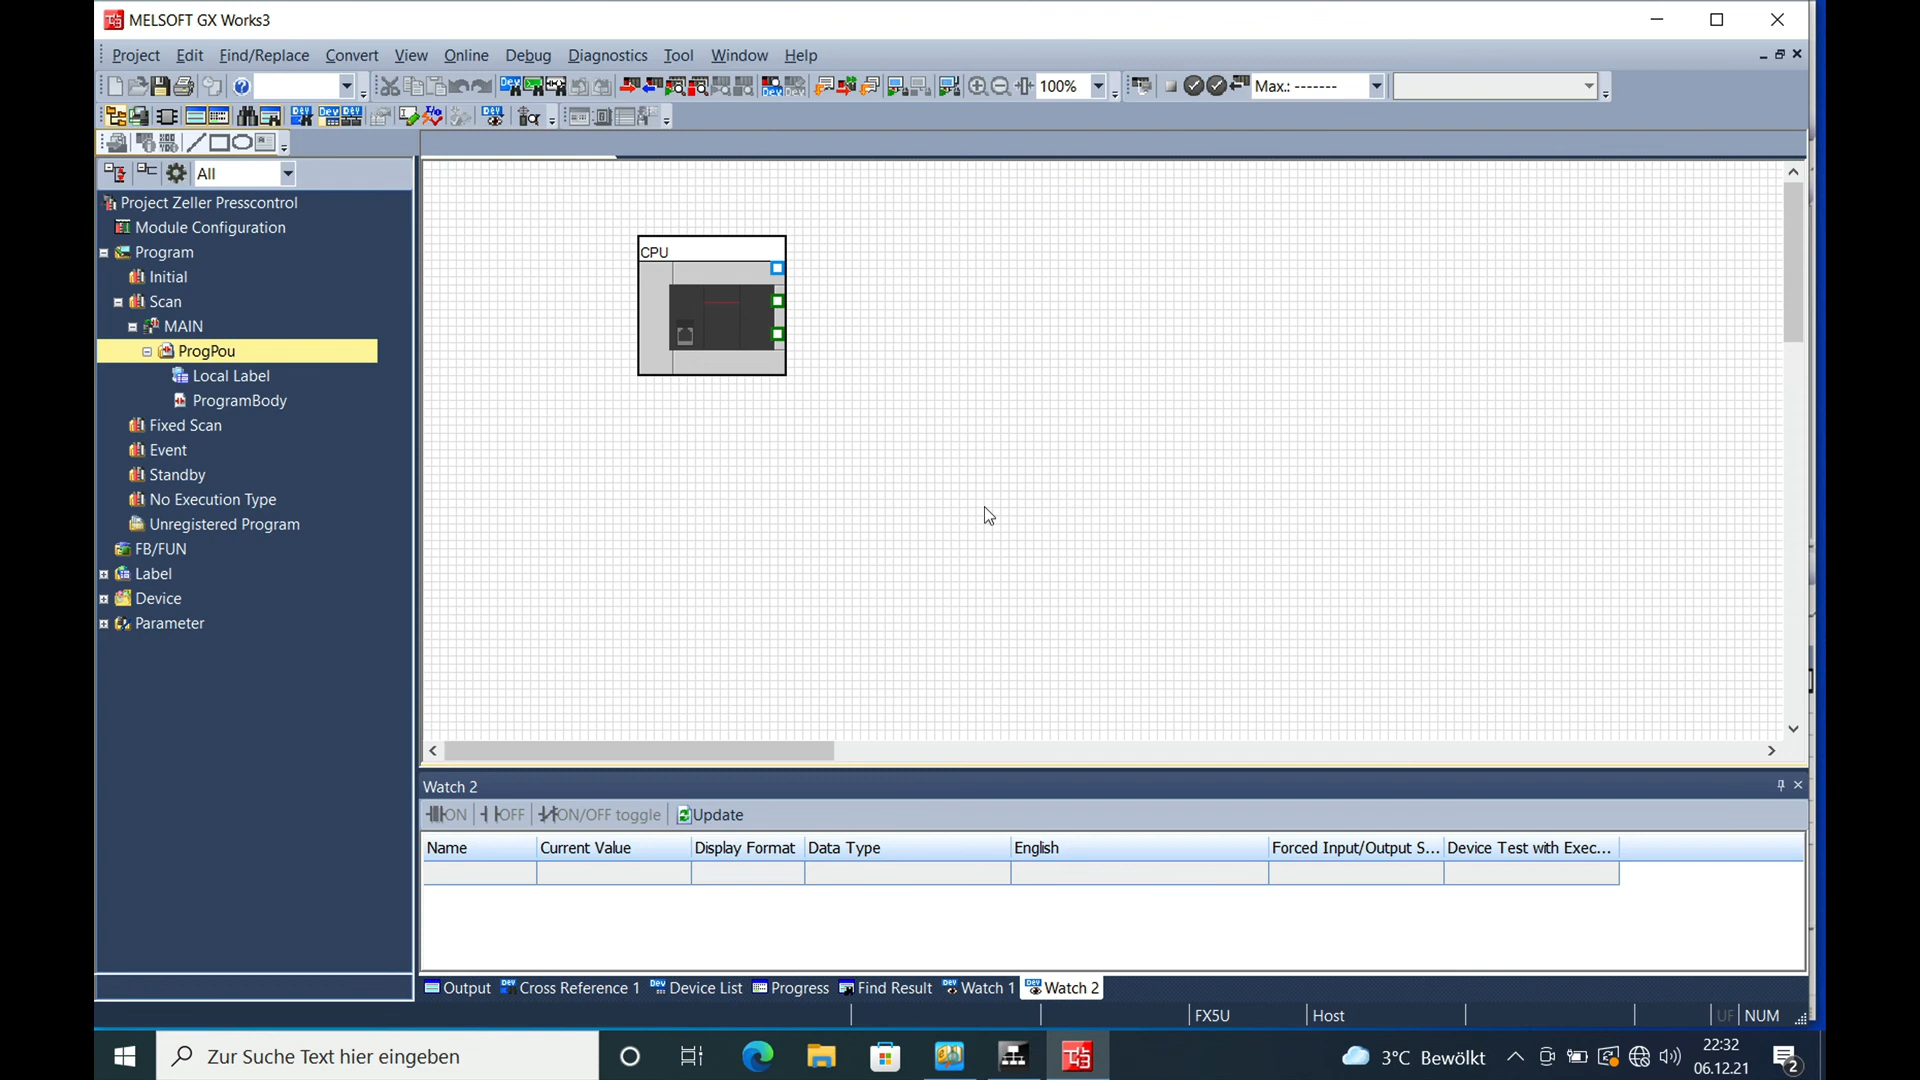 MELSOFT GX Works3
Project Edit Find/Replace Convert View Online Debug Diagnostics Tool Window Help
100% Max.: -------
All
Project Zeller Presscontrol
Module Configuration
Program
Initial
Scan
MAIN
ProgPou
Local Label
ProgramBody
Fixed Scan
Event
Standby
No Execution Type
Unregistered Program
FB/FUN
Label
Device
Parameter
CPU
Watch 2
ON OFF ON/OFF toggle Update
Name Current Value Display Format Data Type English Forced Input/Output S... Device Test with Exec...
Output Cross Reference 1 Device List Progress Find Result Watch 1 Watch 2
FX5U Host UF NUM
Zur Suche Text hier eingeben
3°C Bewölkt
22:32
06.12.21
2